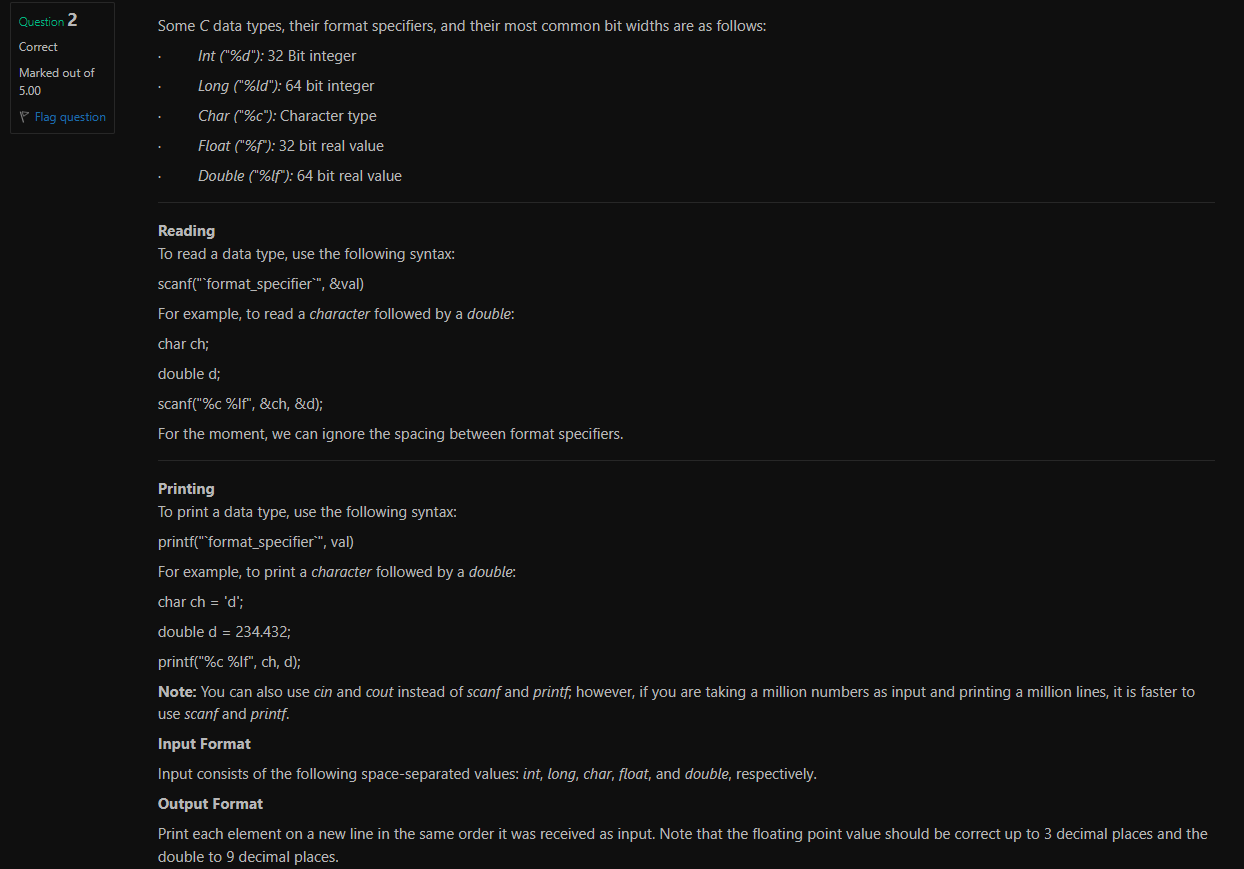 Question 2
Correct
Marked out of
5.00
Flag question
Some C data types, their format specifiers, and their most common bit widths are as follows:
· Int ("%d"): 32 Bit integer
· Long ("%ld"): 64 bit integer
· Char ("%c"): Character type
· Float ("%f"): 32 bit real value
· Double ("%lf"): 64 bit real value
Reading
To read a data type, use the following syntax:
scanf("`format_specifier`", &val)
For example, to read a character followed by a double:
char ch;
double d;
scanf("%c %lf", &ch, &d);
For the moment, we can ignore the spacing between format specifiers.
Printing
To print a data type, use the following syntax:
printf("`format_specifier`", val)
For example, to print a character followed by a double:
char ch = 'd';
double d = 234.432;
printf("%c %lf", ch, d);
Note: You can also use cin and cout instead of scanf and printf; however, if you are taking a million numbers as input and printing a million lines, it is faster to
use scanf and printf.
Input Format
Input consists of the following space-separated values: int, long, char, float, and double, respectively.
Output Format
Print each element on a new line in the same order it was received as input. Note that the floating point value should be correct up to 3 decimal places and the
double to 9 decimal places.